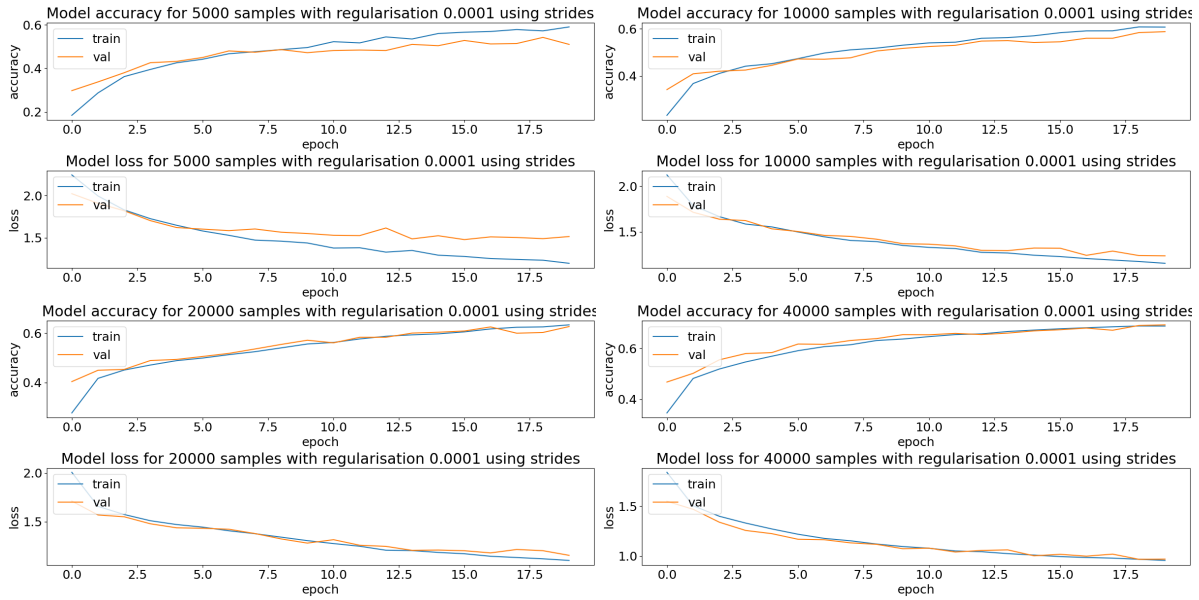 Model accuracy for 5000 samples with regularisation 0.0001 using strides
0.6
0.4
0.2
accuracy
train
val
0.0 2.5 5.0 7.5 10.0 12.5 15.0 17.5
epoch
Model accuracy for 10000 samples with regularisation 0.0001 using strides
0.6
0.4
accuracy
train
val
0.0 2.5 5.0 7.5 10.0 12.5 15.0 17.5
epoch
Model loss for 5000 samples with regularisation 0.0001 using strides
2.0
1.5
loss
train
val
0.0 2.5 5.0 7.5 10.0 12.5 15.0 17.5
epoch
Model loss for 10000 samples with regularisation 0.0001 using strides
2.0
1.5
loss
train
val
0.0 2.5 5.0 7.5 10.0 12.5 15.0 17.5
epoch
Model accuracy for 20000 samples with regularisation 0.0001 using strides
0.6
0.4
accuracy
train
val
0.0 2.5 5.0 7.5 10.0 12.5 15.0 17.5
epoch
Model accuracy for 40000 samples with regularisation 0.0001 using strides
0.6
0.4
accuracy
train
val
0.0 2.5 5.0 7.5 10.0 12.5 15.0 17.5
epoch
Model loss for 20000 samples with regularisation 0.0001 using strides
2.0
1.5
loss
train
val
0.0 2.5 5.0 7.5 10.0 12.5 15.0 17.5
epoch
Model loss for 40000 samples with regularisation 0.0001 using strides
1.5
1.0
loss
train
val
0.0 2.5 5.0 7.5 10.0 12.5 15.0 17.5
epoch